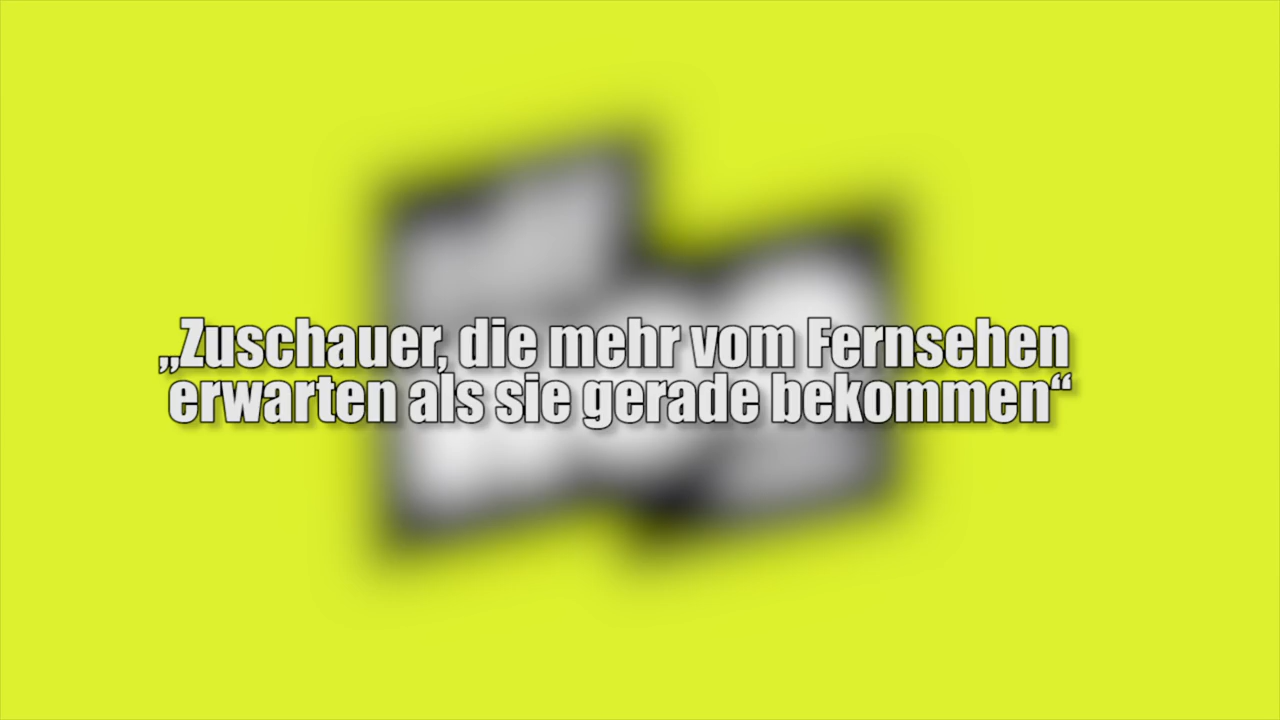 „Zuschauer, die mehr vom Fernsehen
erwarten als sie gerade bekommen“